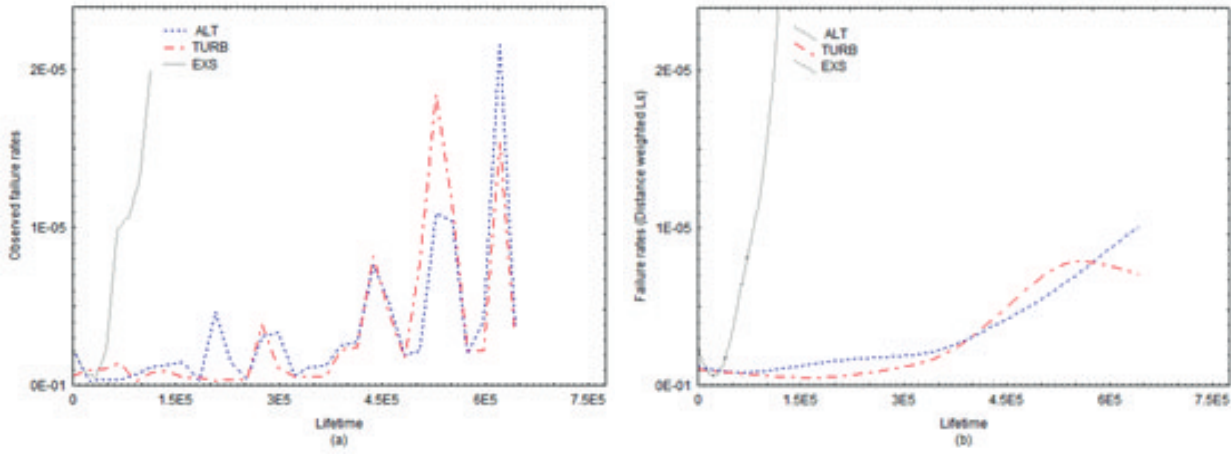 ALT
TURB
EXS
2E-05
1E-05
0E-01
Observed failure rates
0 1.5E5 3E5 4.5E5 6E5 7.5E5
Lifetime
(a)
ALT
TURB
EXS
2E-05
1E-05
0E-01
Failure rates (Distance weighted Ls)
0 1.5E5 3E5 4.5E5 6E5 7.5E5
Lifetime
(b)